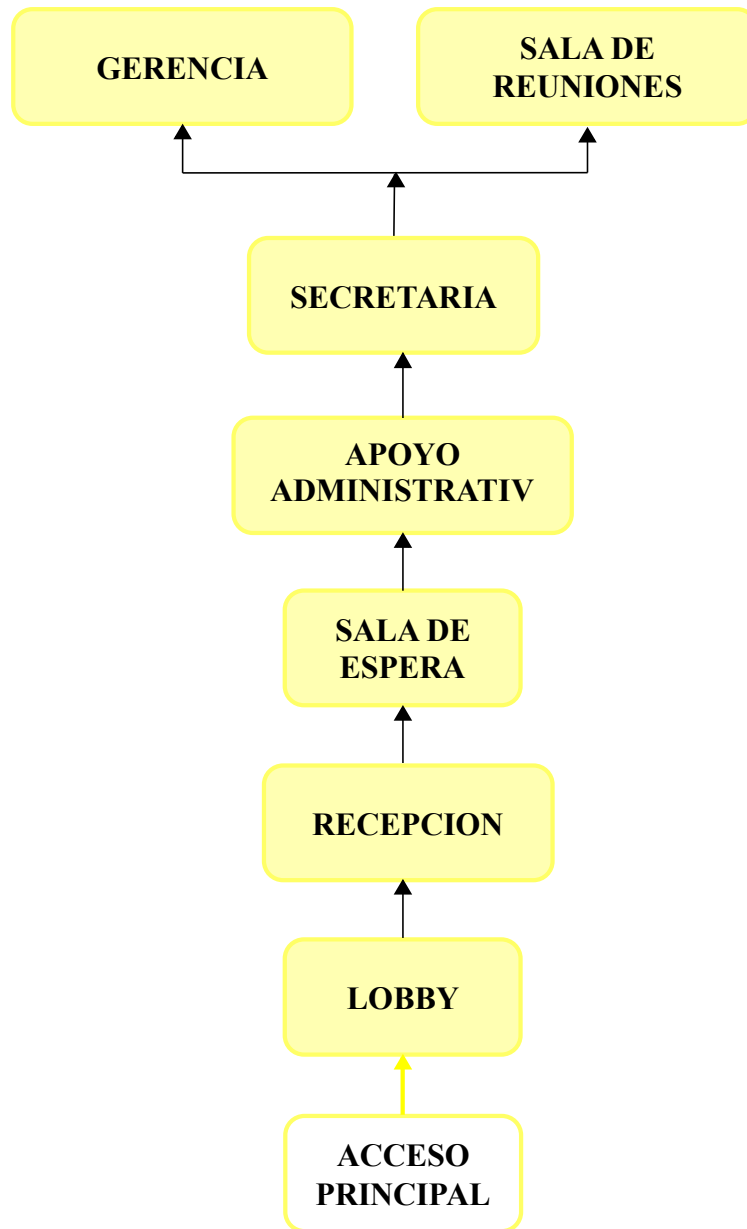 GERENCIA
SALA DE
REUNIONES
SECRETARIA
APOYO
ADMINISTRATIV
SALA DE
ESPERA
RECEPCION
LOBBY
ACCESO
PRINCIPAL